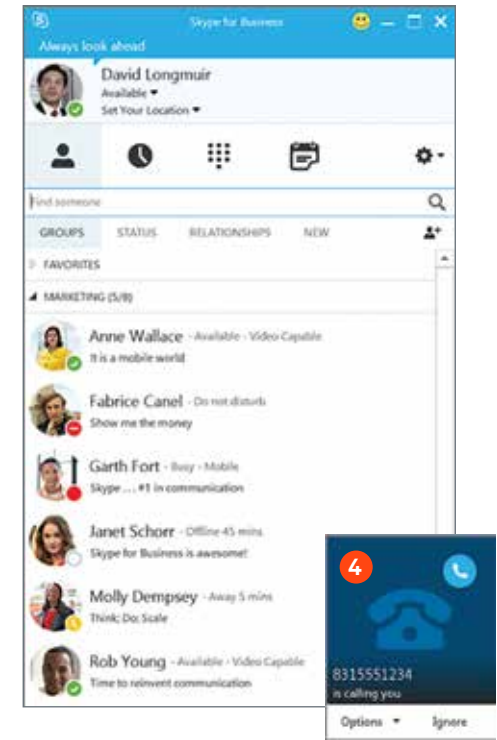 Skype for Business
Always look ahead
David Longmuir
Available
Set Your Location
Find someone
GROUPS STATUS RELATIONSHIPS NEW
FAVORITES
MARKETING (5/8)
Anne Wallace - Available - Video Capable
It is a mobile world
Fabrice Canel - Do not disturb
Show me the money
Garth Fort - Busy - Mobile
Skype ... #1 in communication
Janet Schorr - Offline 45 mins
Skype for Business is awesome!
Molly Dempsey - Away 5 mins
Think; Do; Scale
Rob Young - Available - Video Capable
Time to reinvent communication
4
8315551234
is calling you
Options Ignore